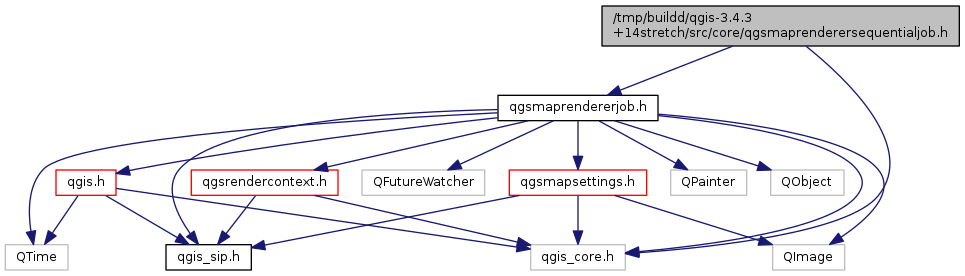 /tmp/buildd/qgis-3.4.3
+14stretch/src/core/qgsmaprenderersequentialjob.h
qgsmaprendererjob.h
qgis.h
qgsrendercontext.h
QFutureWatcher
qgsmapsettings.h
QPainter
QObject
QTime
qgis_sip.h
qgis_core.h
QImage